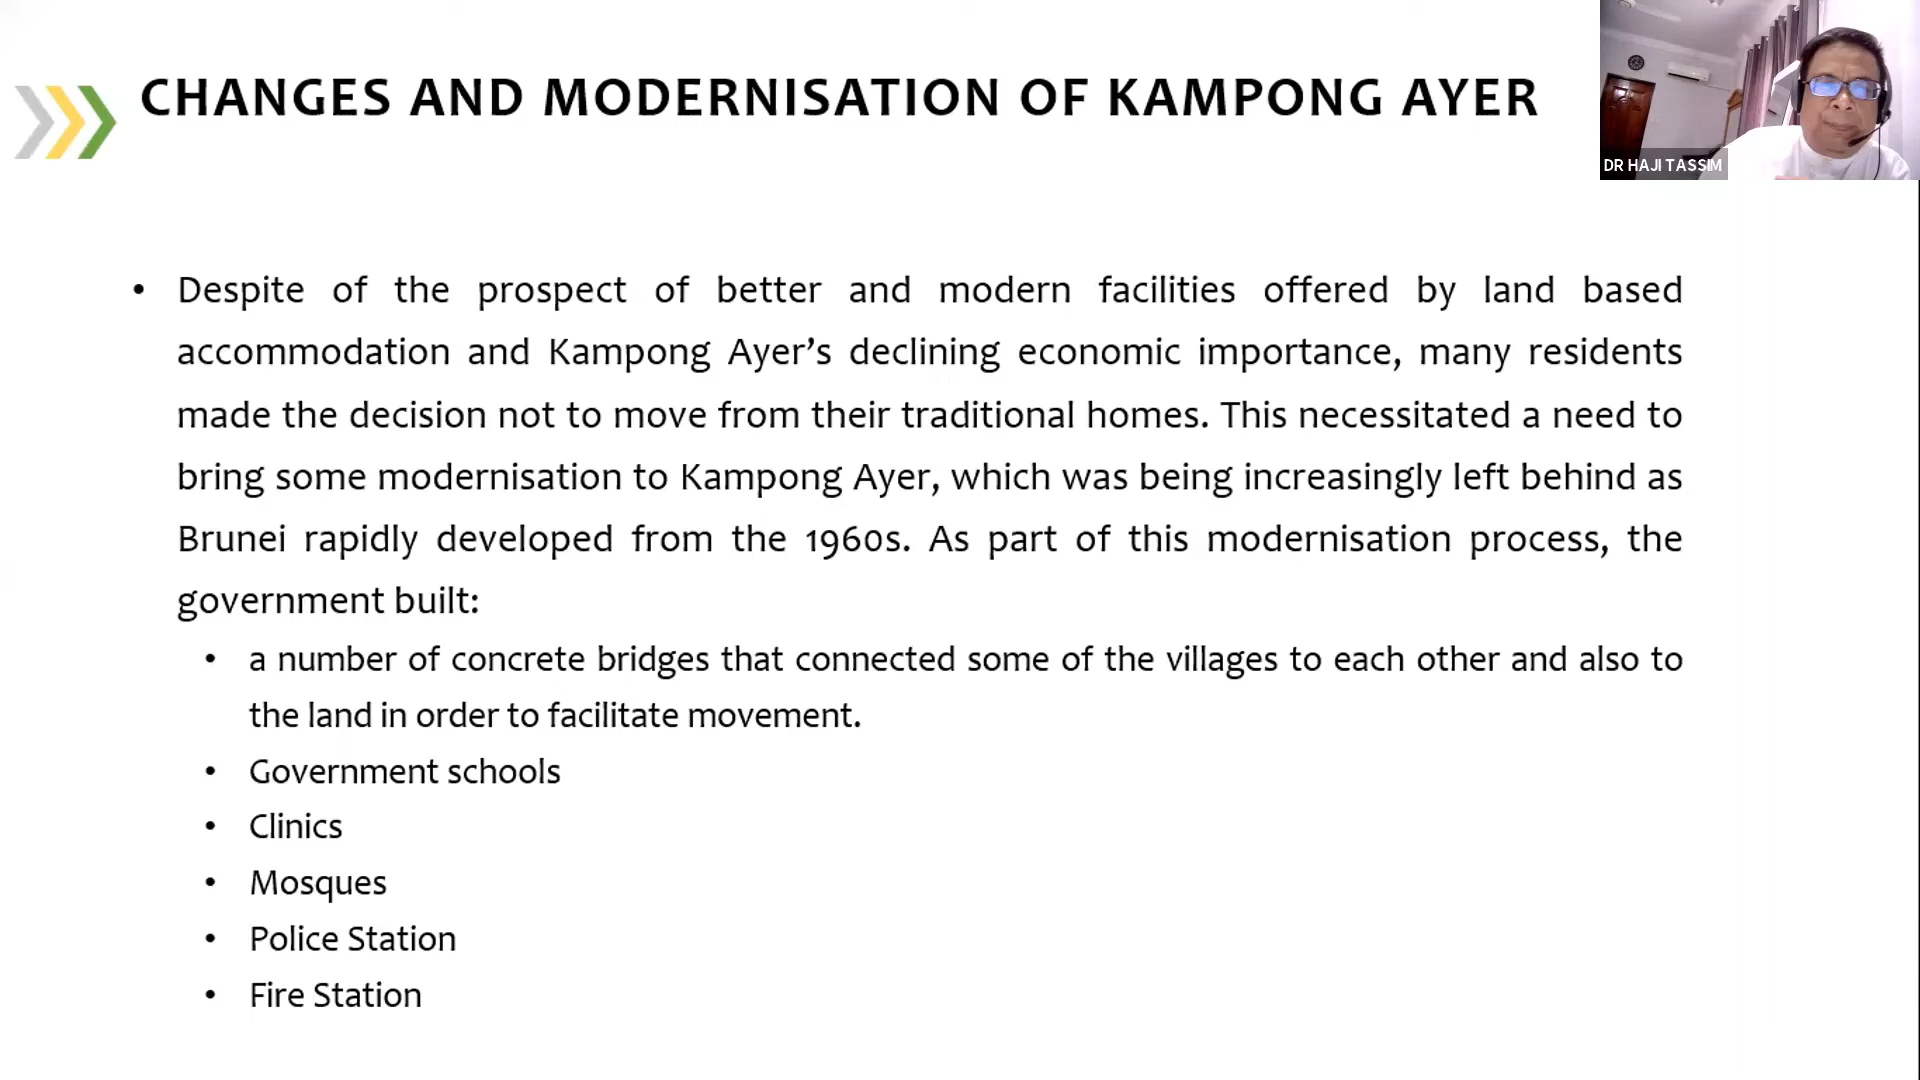 CHANGES AND MODERNISATION OF KAMPONG AYER
DR HAJI TASSIM
• Despite of the prospect of better and modern facilities offered by land based
accommodation and Kampong Ayer’s declining economic importance, many residents
made the decision not to move from their traditional homes. This necessitated a need to
bring some modernisation to Kampong Ayer, which was being increasingly left behind as
Brunei rapidly developed from the 1960s. As part of this modernisation process, the
government built:
• a number of concrete bridges that connected some of the villages to each other and also to
the land in order to facilitate movement.
• Government schools
• Clinics
• Mosques
• Police Station
• Fire Station